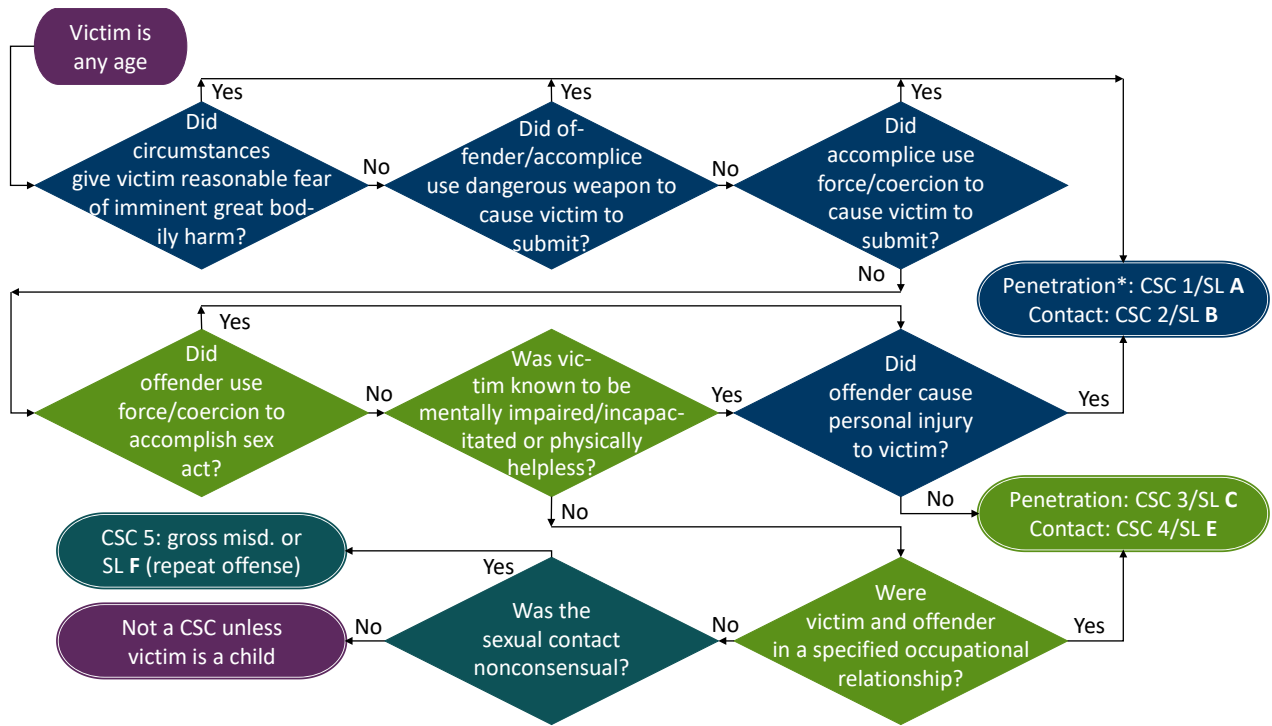 Victim is
any age
Yes
Yes
Yes
Did
circumstances
give victim reasonable fear
of imminent great bod-
ily harm?
No
Did of-
fender/accomplice
use dangerous weapon to
cause victim to
submit?
No
Did
accomplice use
force/coercion to
cause victim to
submit?
No
Penetration*: CSC 1/SL A
Contact: CSC 2/SL B
Yes
Did
offender use
force/coercion to
accomplish sex
act?
No
Was vic-
tim known to be
mentally impaired/incapac-
itated or physically
helpless?
Yes
Did
offender cause
personal injury
to victim?
Yes
No
No
Penetration: CSC 3/SL C
Contact: CSC 4/SL E
CSC 5: gross misd. or
SL F (repeat offense)
Yes
Was the
sexual contact
nonconsensual?
No
Were
victim and offender
in a specified occupational
relationship?
Yes
No
Not a CSC unless
victim is a child